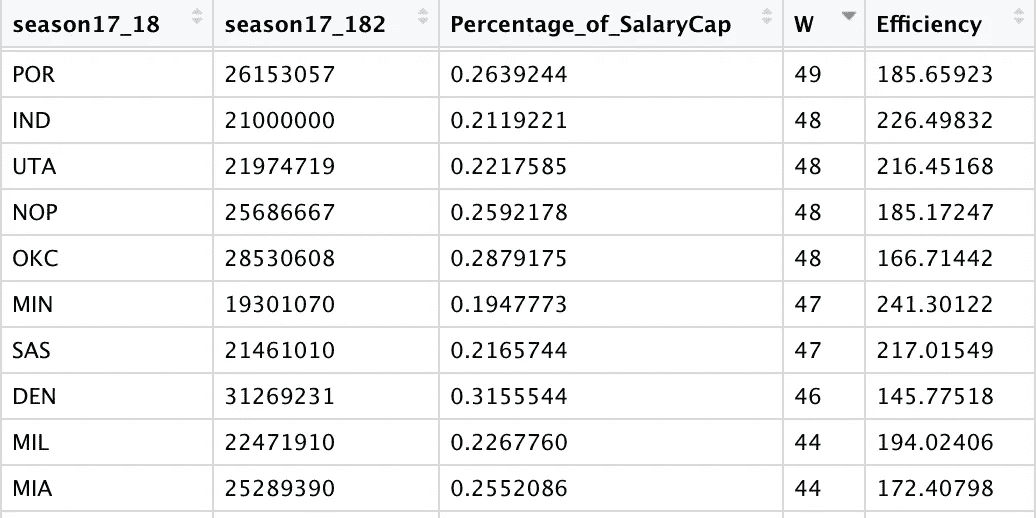 season17_18 season17_182 Percentage_of_SalaryCap W Efficiency
POR 26153057 0.2639244 49 185.65923
IND 21000000 0.2119221 48 226.49832
UTA 21974719 0.2217585 48 216.45168
NOP 25686667 0.2592178 48 185.17247
OKC 28530608 0.2879175 48 166.71442
MIN 19301070 0.1947773 47 241.30122
SAS 21461010 0.2165744 47 217.01549
DEN 31269231 0.3155544 46 145.77518
MIL 22471910 0.2267760 44 194.02406
MIA 25289390 0.2552086 44 172.40798